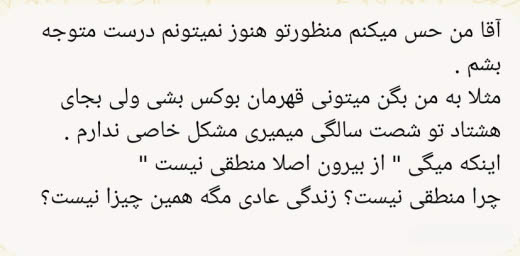 آقا من حس میکنم منظورتو هنوز نمیتونم درست متوجه
بشم .
مثلا به من بگن میتونی قهرمان بوکس بشی ولی بجای
هشتاد تو شصت سالگی میمیری مشکل خاصی ندارم .
اینکه میگی " از بیرون اصلا منطقی نیست "
چرا منطقی نیست؟ زندگی عادی مگه همین چیزا نیست؟